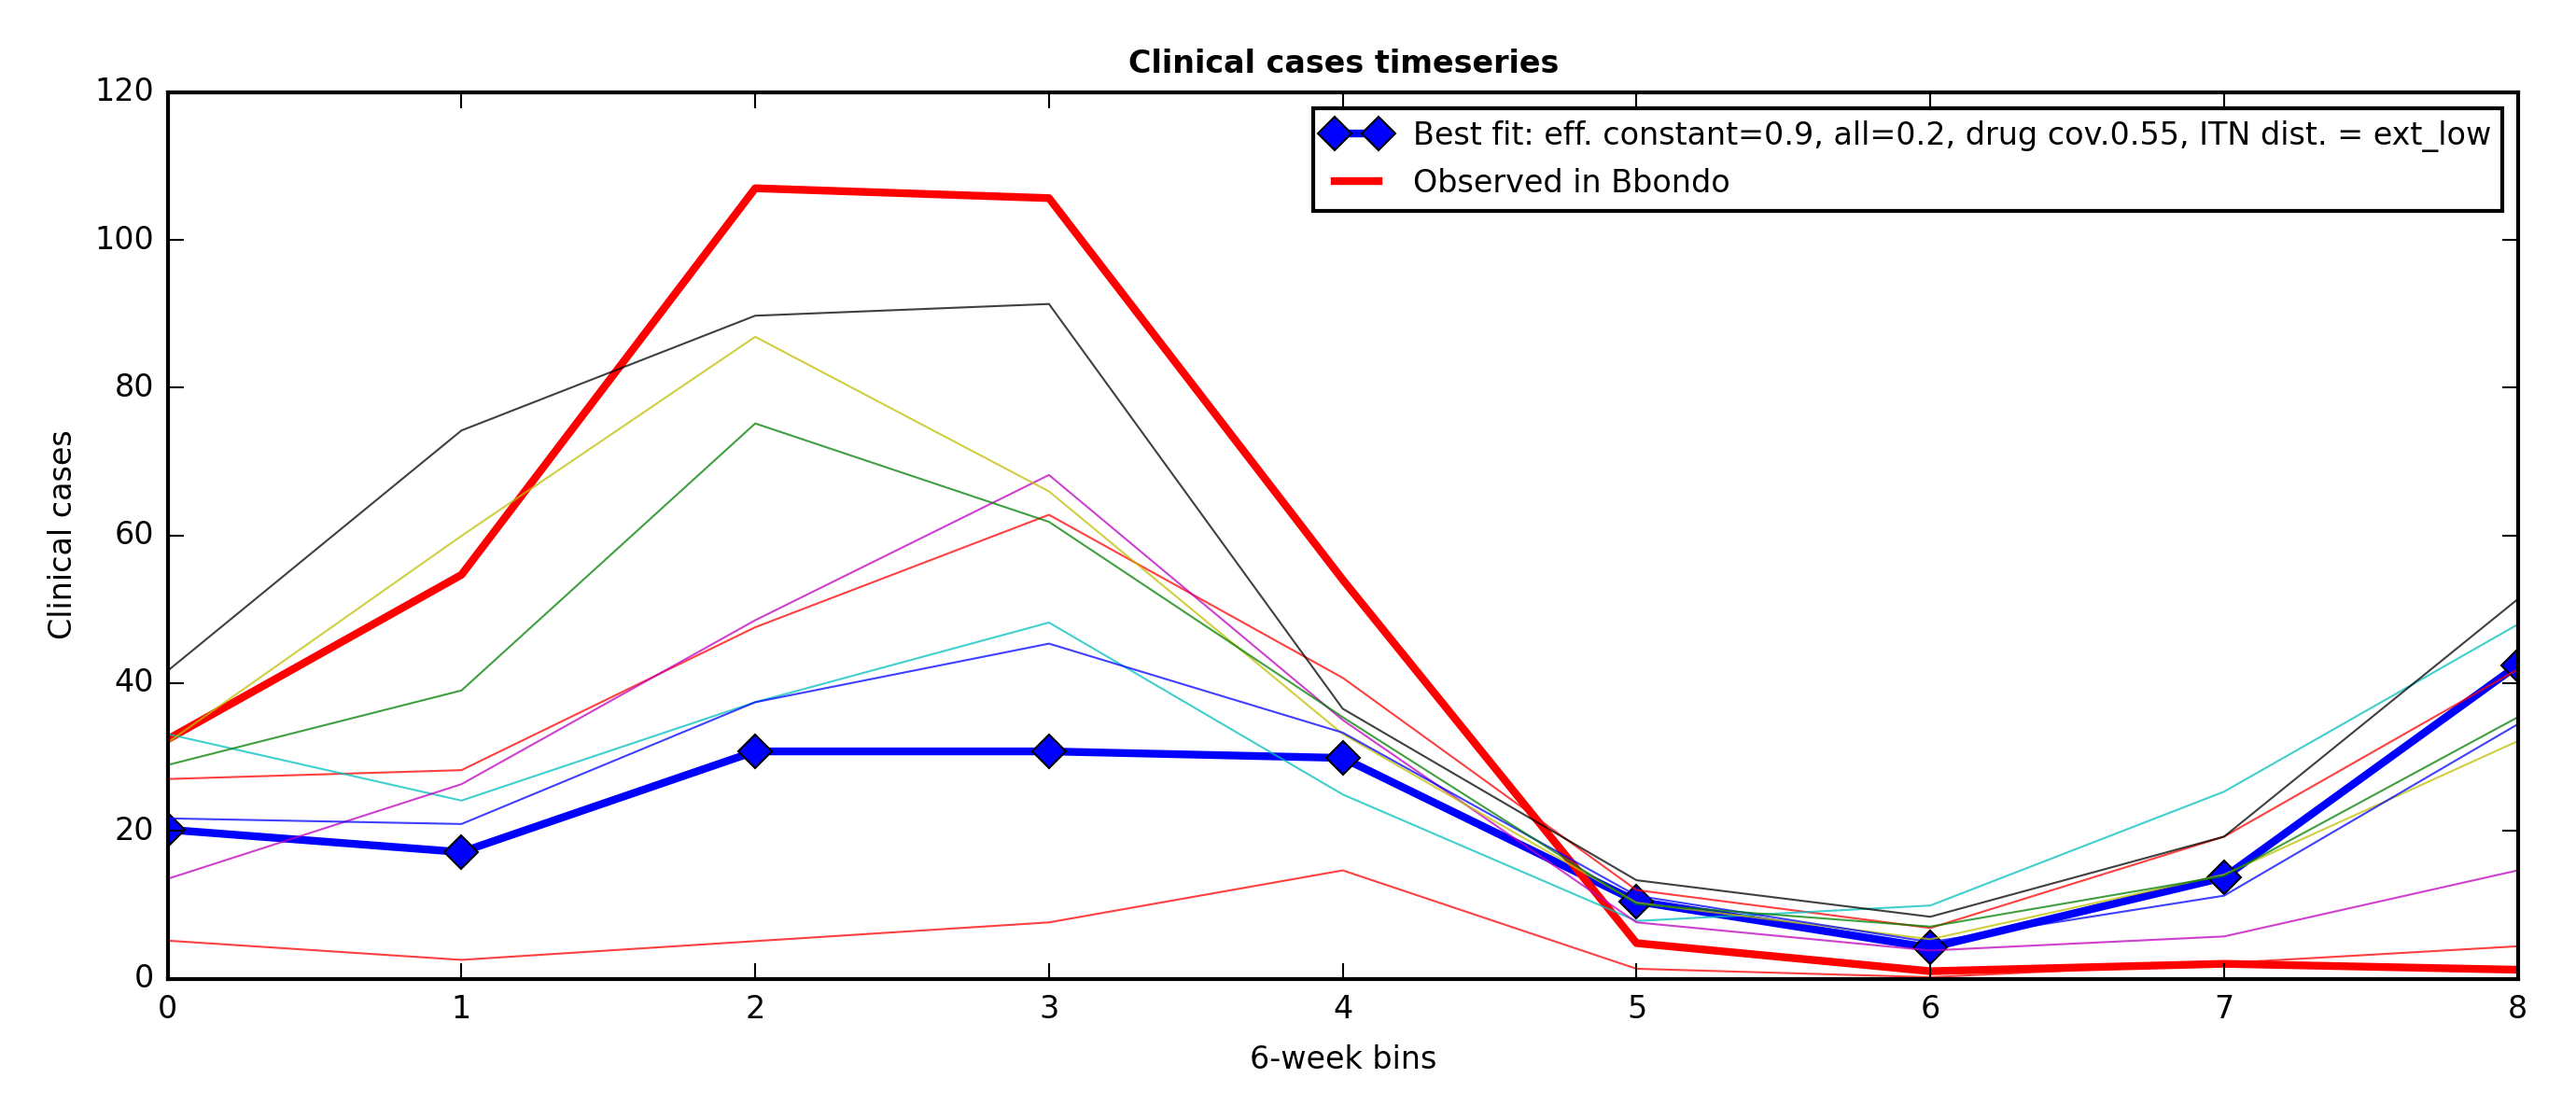 Clinical cases timeseries
120
100
80
60
40
20
0
Clinical cases
Best fit: eff. constant=0.9, all=0.2, drug cov.0.55, ITN dist. = ext_low
Observed in Bbondo
0 1 2 3 4 5 6 7 8
6-week bins